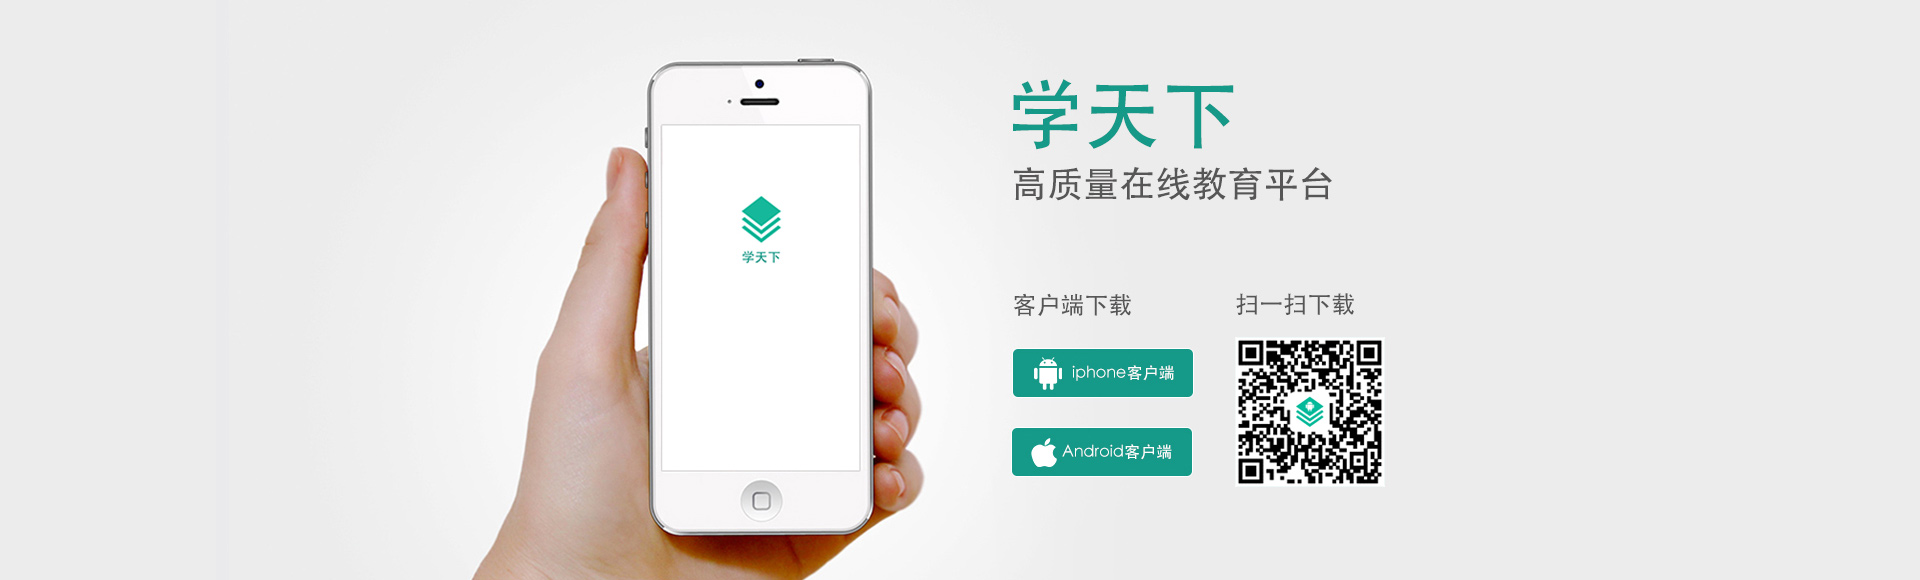 学天下
学天下
高质量在线教育平台
客户端下载
iphone客户端
Android客户端
扫一扫下载